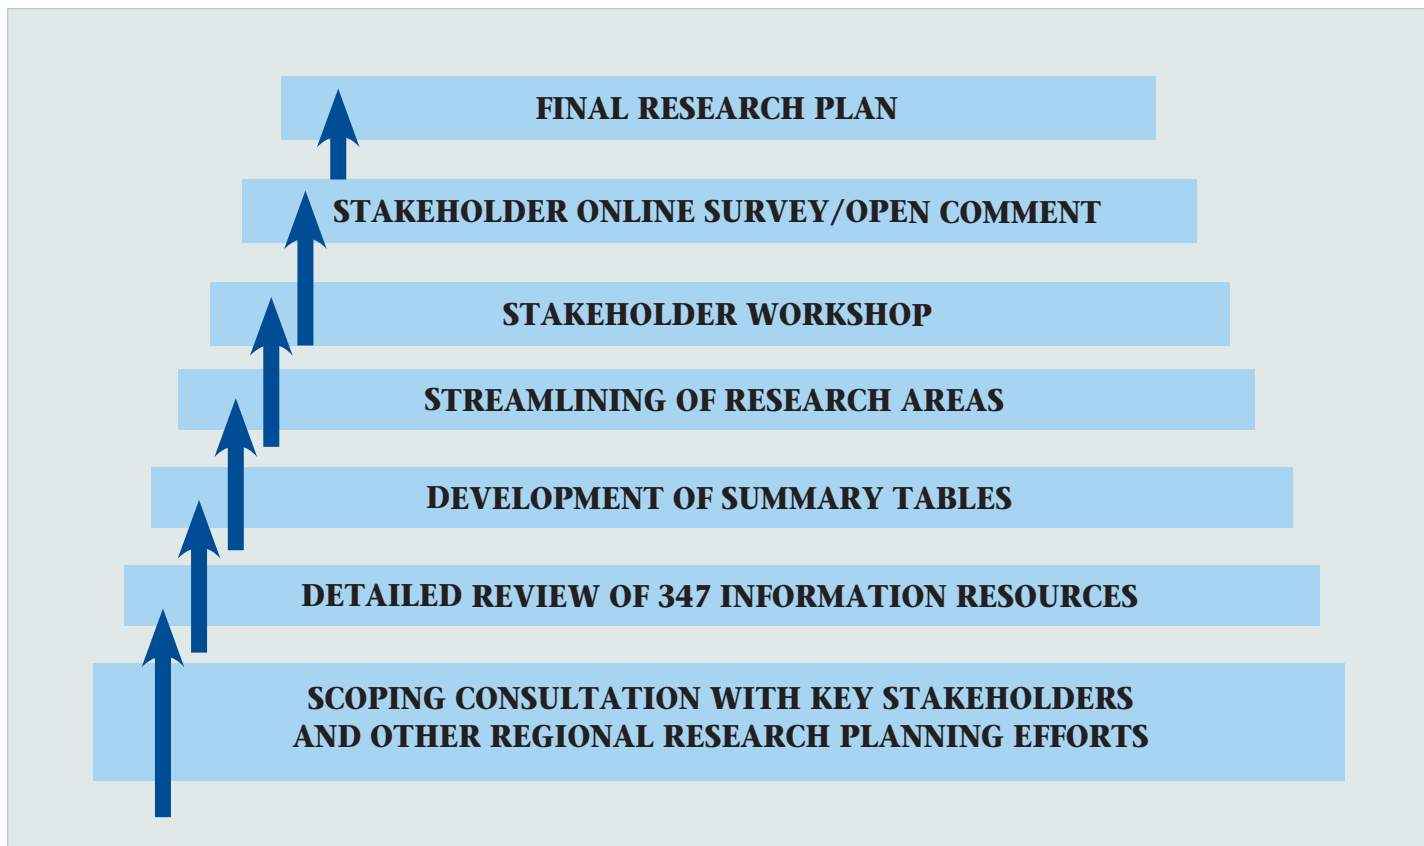 FINAL RESEARCH PLAN
STAKEHOLDER ONLINE SURVEY/OPEN COMMENT
STAKEHOLDER WORKSHOP
STREAMLINING OF RESEARCH AREAS
DEVELOPMENT OF SUMMARY TABLES
DETAILED REVIEW OF 347 INFORMATION RESOURCES
SCOPING CONSULTATION WITH KEY STAKEHOLDERS
AND OTHER REGIONAL RESEARCH PLANNING EFFORTS